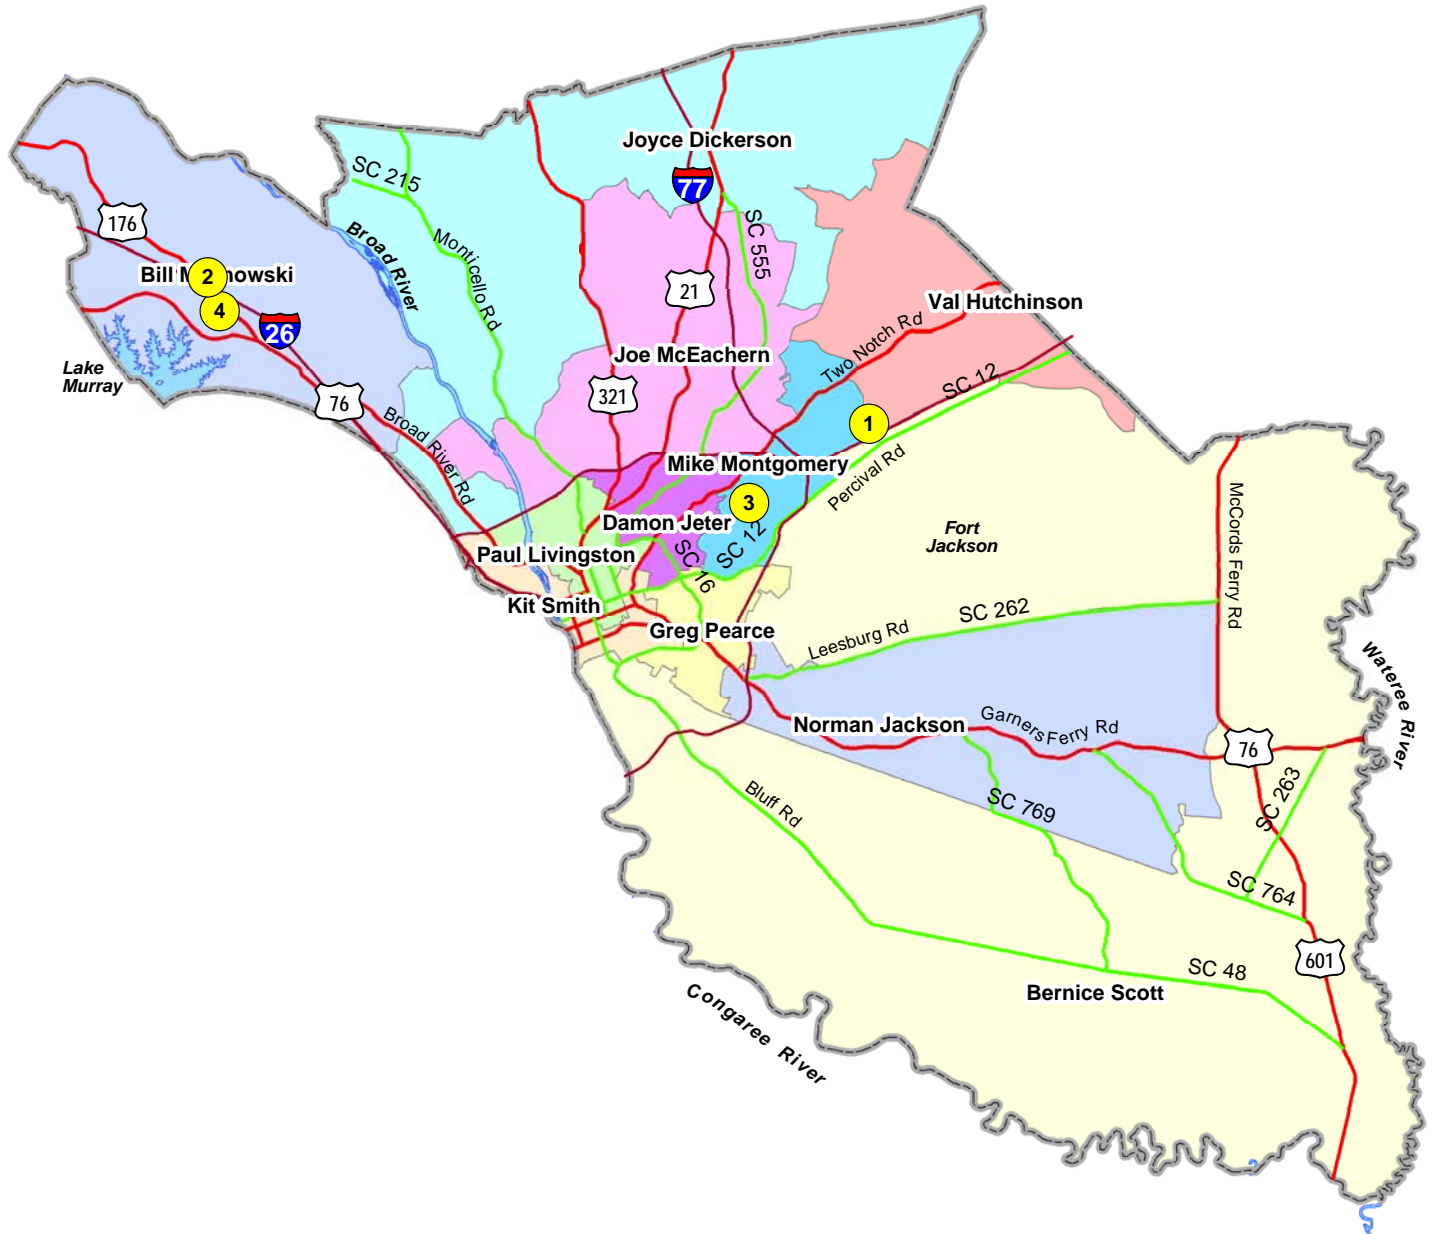 Joyce Dickerson
77
SC 215
SC 555
176
Broad River
Monticello Rd
Bill M nowski
2
4
26
21
Val Hutchinson
Two Notch Rd
Joe McEachern
Lake
Murray
321
76
SC 12
1
Broad River Rd
Mike Montgomery
Percival Rd
3
Damon Jeter
SC 12
Fort
Jackson
McCords Ferry Rd
Paul Livingston
SC 16
Kit Smith
SC 262
Greg Pearce
Leesburg Rd
Wateree River
Norman Jackson
Garners Ferry Rd
76
SC 263
Bluff Rd
SC 769
SC 764
601
SC 48
Bernice Scott
Congaree River